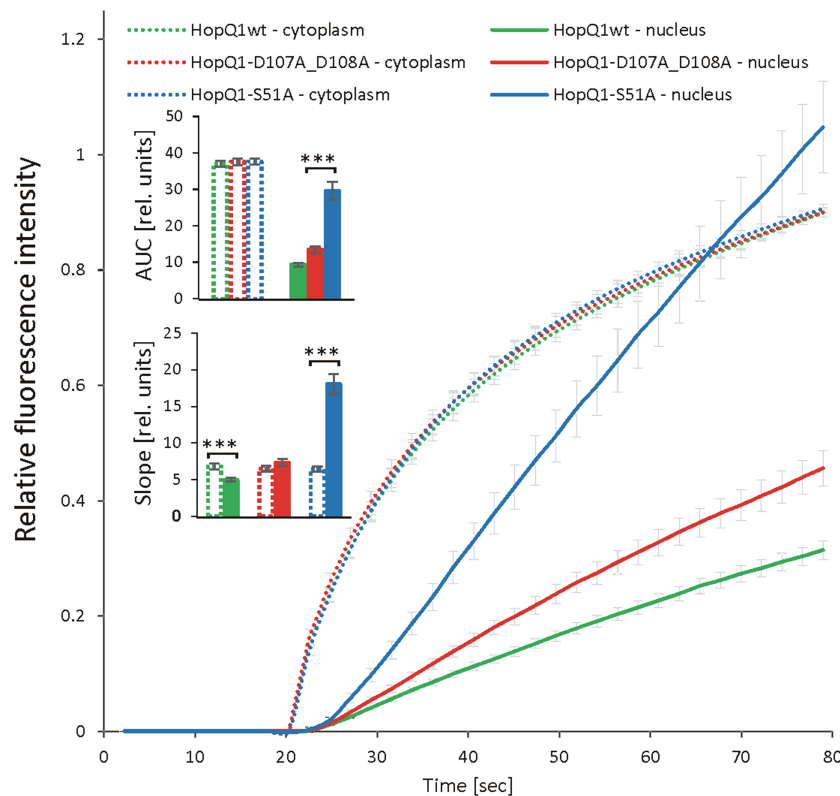 HopQ1wt - cytoplasm
HopQ1wt - nucleus
HopQ1-D107A_D108A - cytoplasm
HopQ1-D107A_D108A - nucleus
HopQ1-S51A - cytoplasm
HopQ1-S51A - nucleus
Relative fluorescence intensity
1.2
1
0.8
0.6
0.4
0.2
0
AUC [rel. units]
50
40
30
20
10
0
***
Slope [rel. units]
25
20
15
10
5
0
***
***
0 10 20 30 40 50 60 70 80
Time [sec]